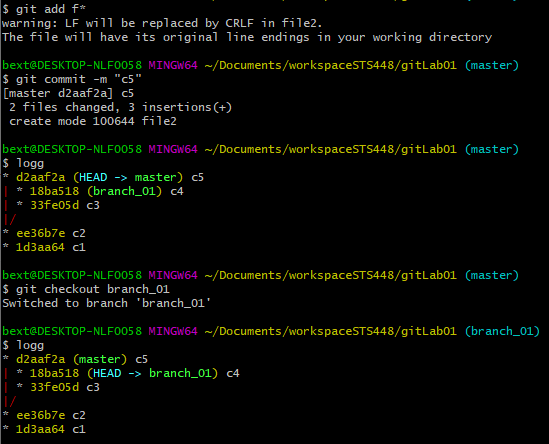 $ git add f*
warning: LF will be replaced by CRLF in file2.
The file will have its original line endings in your working directory
bext@DESKTOP-NLFOO58 MINGW64 ~/Documents/workspaceSTS448/gitLab01 (master)
$ git commit -m "c5"
[master d2aaf2a] c5
 2 files changed, 3 insertions(+)
 create mode 100644 file2
bext@DESKTOP-NLFOO58 MINGW64 ~/Documents/workspaceSTS448/gitLab01 (master)
$ logg
* d2aaf2a (HEAD -> master) c5
| * 18ba518 (branch_01) c4
| * 33fe05d c3
|/
* ee36b7e c2
* 1d3aa64 c1
bext@DESKTOP-NLFOO58 MINGW64 ~/Documents/workspaceSTS448/gitLab01 (master)
$ git checkout branch_01
Switched to branch 'branch_01'
bext@DESKTOP-NLFOO58 MINGW64 ~/Documents/workspaceSTS448/gitLab01 (branch_01)
$ logg
* d2aaf2a (master) c5
| * 18ba518 (HEAD -> branch_01) c4
| * 33fe05d c3
|/
* ee36b7e c2
* 1d3aa64 c1